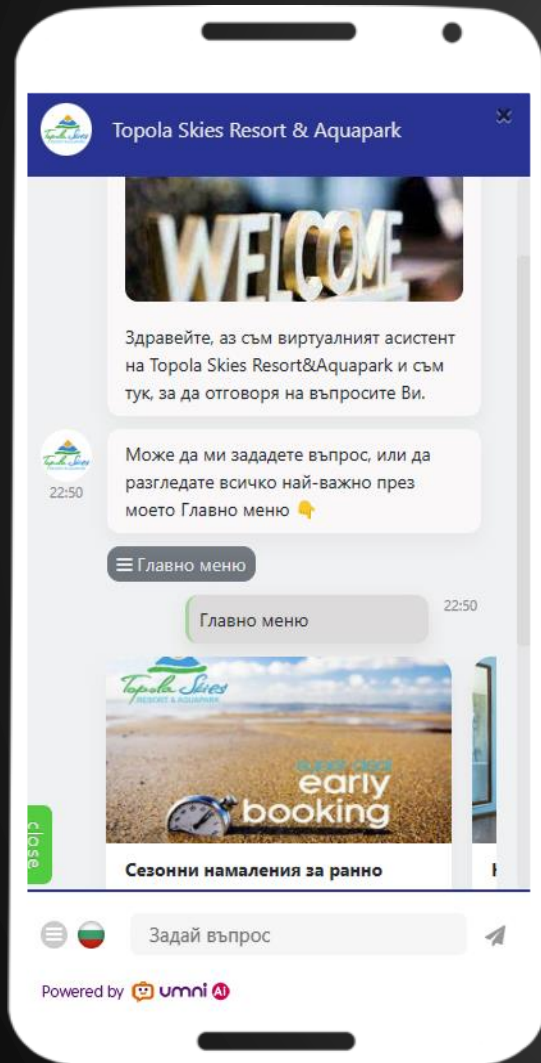 Topola Skies Resort & Aquapark
WELCOME
Здравейте, аз съм виртуалният асистент
на Topola Skies Resort&Aquapark и съм
тук, за да отговоря на въпросите Ви.
Може да ми зададете въпрос, или да
разгледате всичко най-важно през
моето Главно меню 👇
22:50
Главно меню
Главно меню
22:50
Topola Skies
RESORT & AQUAPARK
super deal
early
booking
Сезонни намаления за ранно
close
Задай въпрос
Powered by umni AI